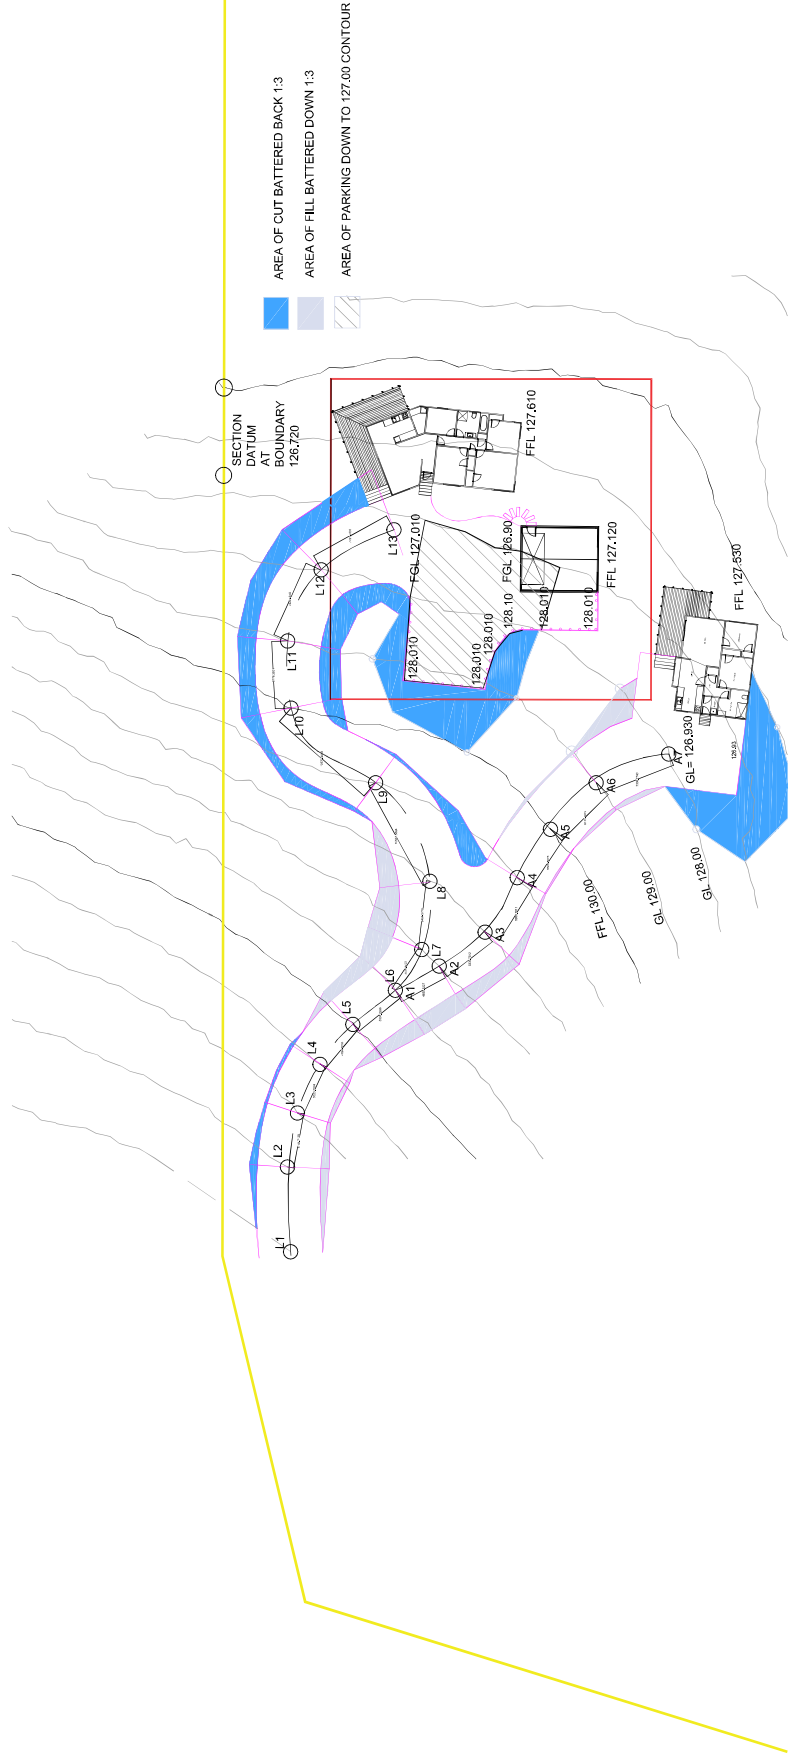 AREA OF CUT BATTERED BACK 1:3
AREA OF FILL BATTERED DOWN 1:3
AREA OF PARKING DOWN TO 127.00 CONTOUR
SECTION
DATUM
AT
BOUNDARY
126.720
FFL 127.610
L13
FGL 127.010
FGL 126.90
FFL 127.120
L12
FFL 127.530
128.10
128.010
128.010
128.010
128.010
128.010
L11
L10
GL= 126.930
A7
126.93
L9
A6
A5
L8
A4
FFL 130.00
GL 129.00
GL 128.00
A3
L7
A2
L6
A1
L5
L4
L3
L2
L1